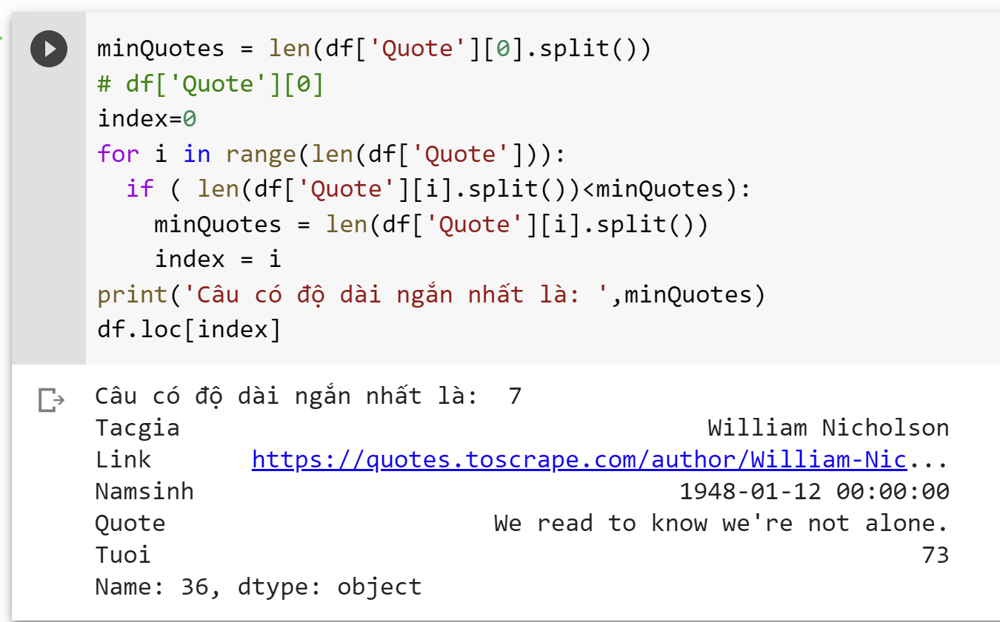 minQuotes = len(df['Quote'][0].split())
# df['Quote'][0]
index=0
for i in range(len(df['Quote'])):
  if ( len(df['Quote'][i].split())<minQuotes):
    minQuotes = len(df['Quote'][i].split())
    index = i
print('Câu có độ dài ngắn nhất là: ',minQuotes)
df.loc[index]
Câu có độ dài ngắn nhất là:  7
Tacgia                                     William Nicholson
Link       https://quotes.toscrape.com/author/William-Nic...
Namsinh                                  1948-01-12 00:00:00
Quote                       We read to know we're not alone.
Tuoi                                                      73
Name: 36, dtype: object